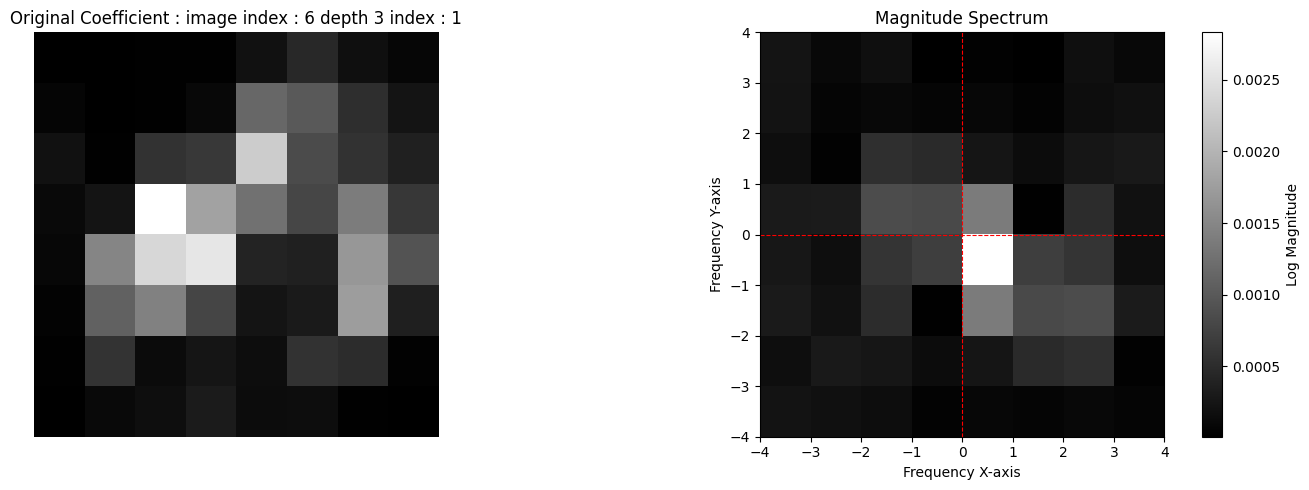 Original Coefficient : image index : 6 depth 3 index : 1
Magnitude Spectrum
4
3
2
1
0
−1
−2
−3
−4
Frequency Y-axis
−4 −3 −2 −1 0 1 2 3 4
Frequency X-axis
0.0025
0.0020
0.0015
0.0010
0.0005
Log Magnitude